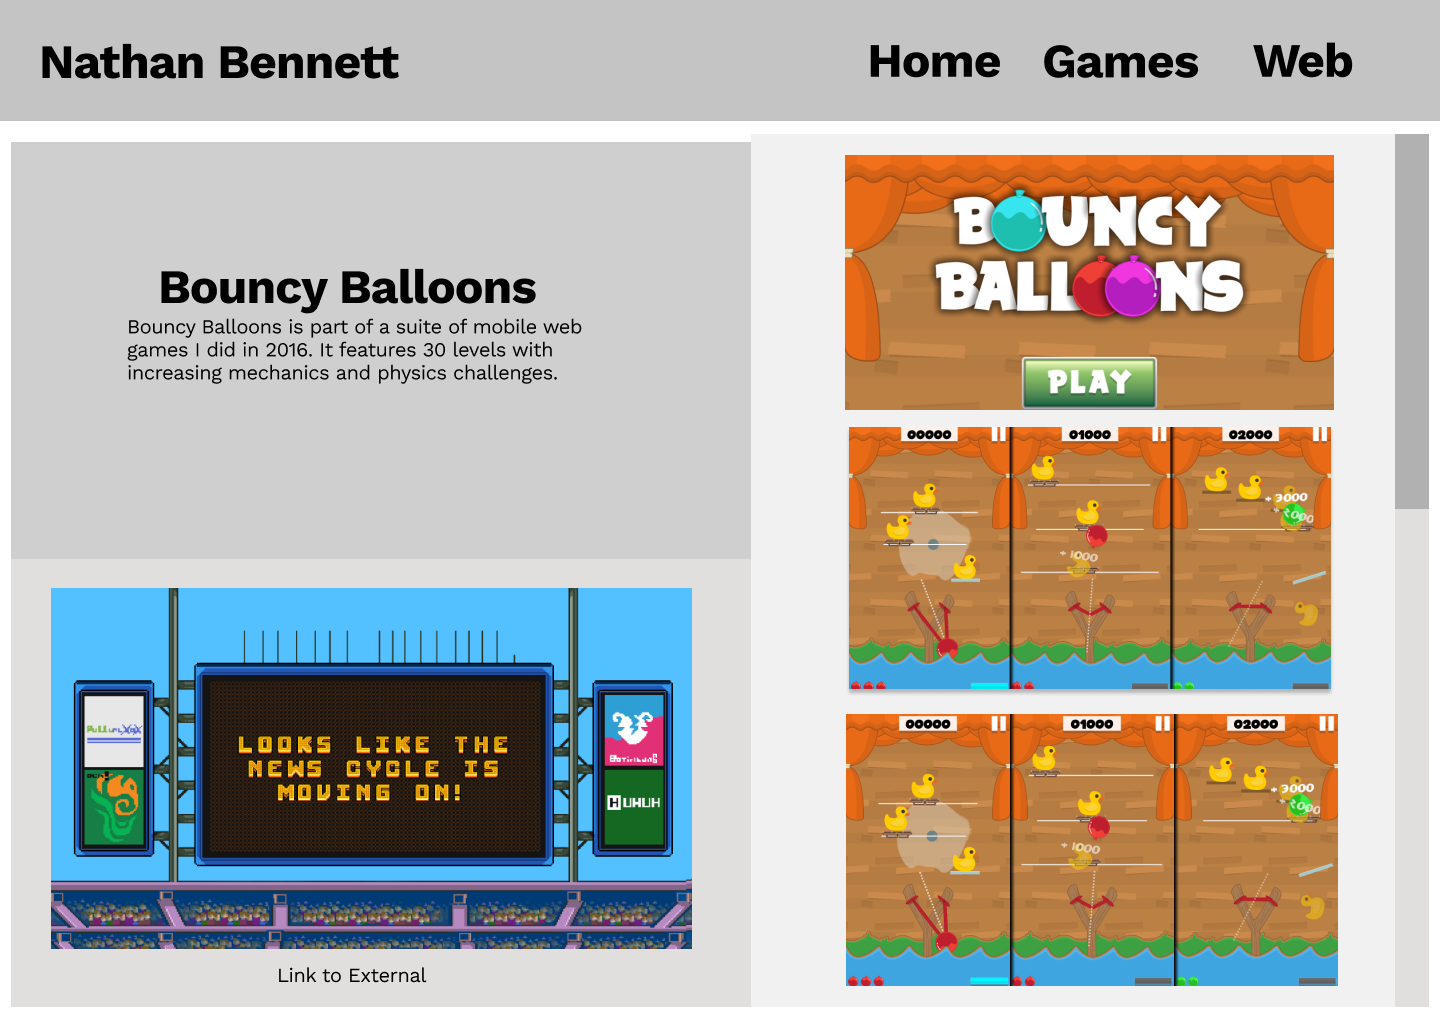 Nathan Bennett
Home Games Web
Bouncy Balloons
Bouncy Balloons is part of a suite of mobile web
games I did in 2016. It features 30 levels with
increasing mechanics and physics challenges.
LOOKS LIKE THE
NEWS CYCLE IS
MOVING ON!
HUHUH
Link to External
BOUNCY
BALLOONS
PLAY
00000
01000
02000
+1000
+3000
00000
01000
02000
+1000
+3000